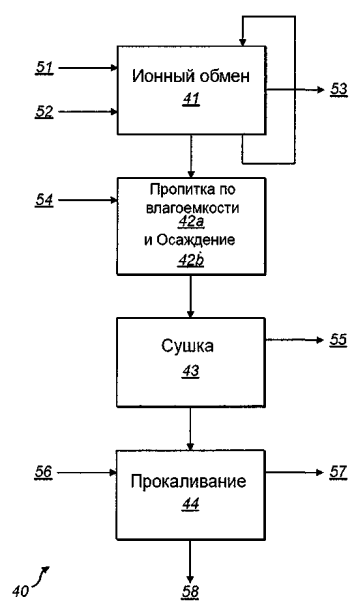 51
Ионный обмен
41
53
52
54
Пропитка по
влагоемкости
42a
и Осаждение
42b
Сушка
43
55
56
Прокаливание
44
57
40
58